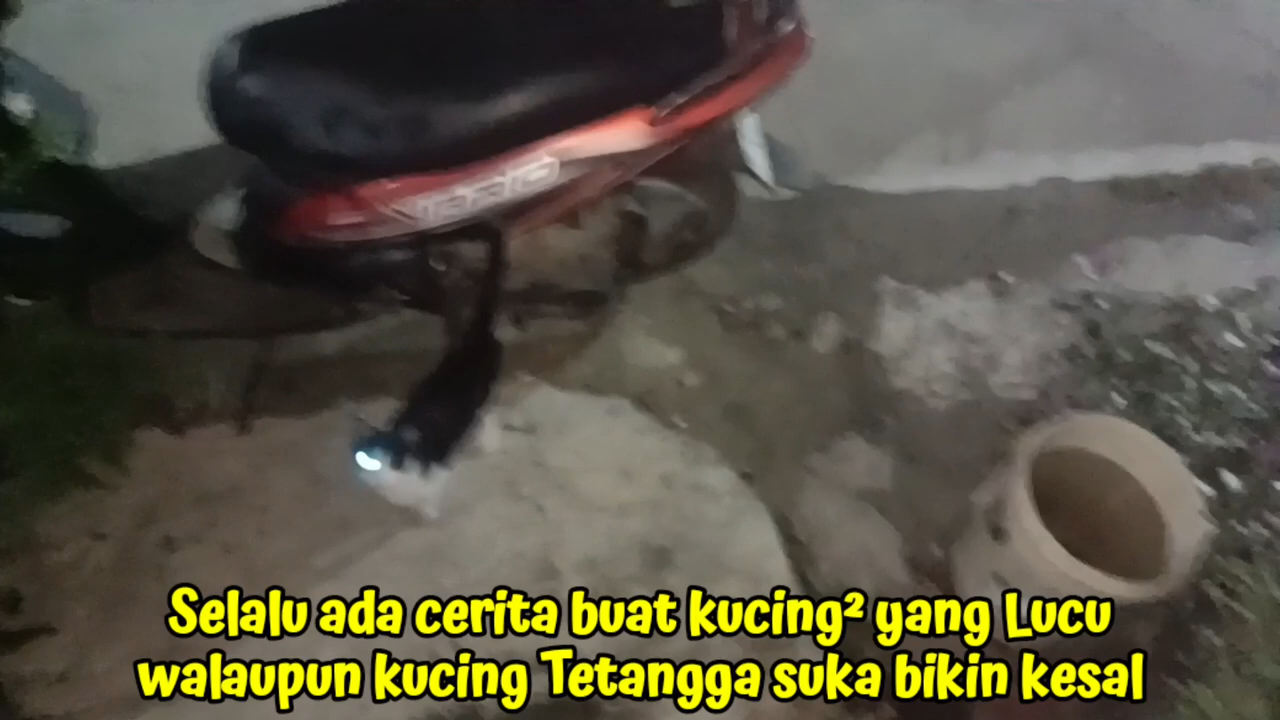 Selalu ada cerita buat kucing² yang Lucu
walaupun kucing Tetangga suka bikin kesal